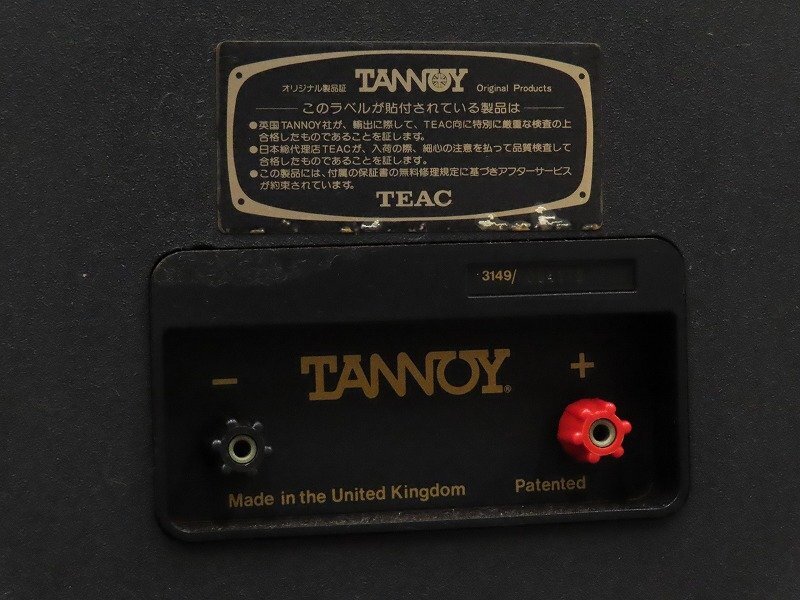 オリジナル製品証 TANNOY Original Products
このラベルが貼付されている製品は
●英国TANNOY社が、輸出に際して、TEAC向に特別に厳重な検査の上
合格したものであることを証します。
●日本総代理店TEACが、入荷の際、細心の注意を払って品質検査して
合格したものであることを証します。
●この製品には、付属の保証書の無料修理規定に基づきアフターサービス
が約束されています。
TEAC
3149/
− TANNOY® +
Made in the United Kingdom Patented